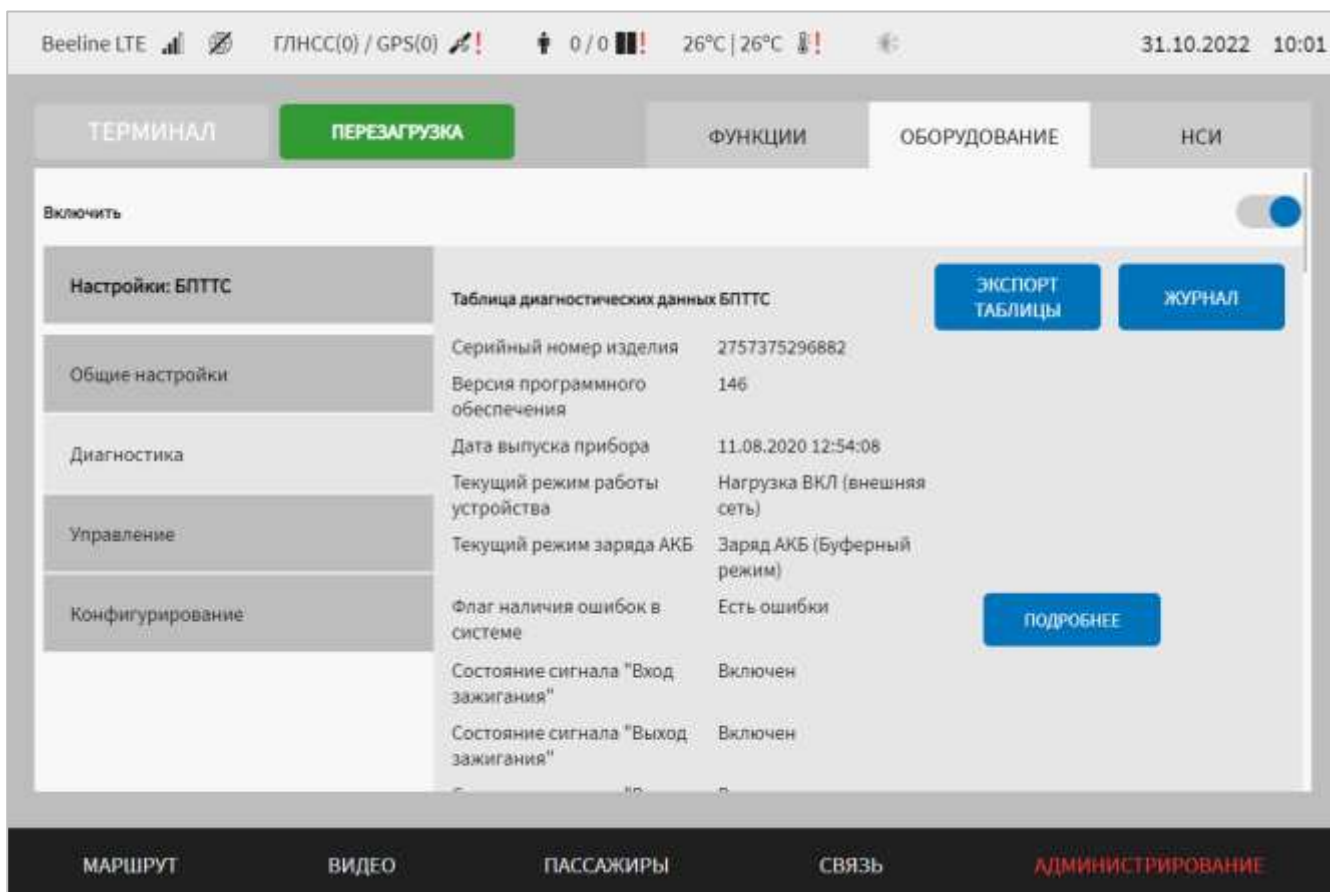 Beeline LTE ГЛНСС(0) / GPS(0) ! 0 / 0 ! 26°C | 26°C ! 31.10.2022 10:01
ТЕРМИНАЛ ПЕРЕЗАГРУЗКА ФУНКЦИИ ОБОРУДОВАНИЕ НСИ
Включить
Настройки: БПТТС
Общие настройки
Диагностика
Управление
Конфигурирование
Таблица диагностических данных БПТТС
ЭКСПОРТ
ТАБЛИЦЫ
ЖУРНАЛ
Серийный номер изделия 2757375296882
Версия программного 146
обеспечения
Дата выпуска прибора 11.08.2020 12:54:08
Текущий режим работы Нагрузка ВКЛ (внешняя
устройства сеть)
Текущий режим заряда АКБ Заряд АКБ (Буферный
режим)
Флаг наличия ошибок в Есть ошибки ПОДРОБНЕЕ
системе
Состояние сигнала "Вход Включен
зажигания"
Состояние сигнала "Выход Включен
зажигания"
МАРШРУТ ВИДЕО ПАССАЖИРЫ СВЯЗЬ АДМИНИСТРИРОВАНИЕ